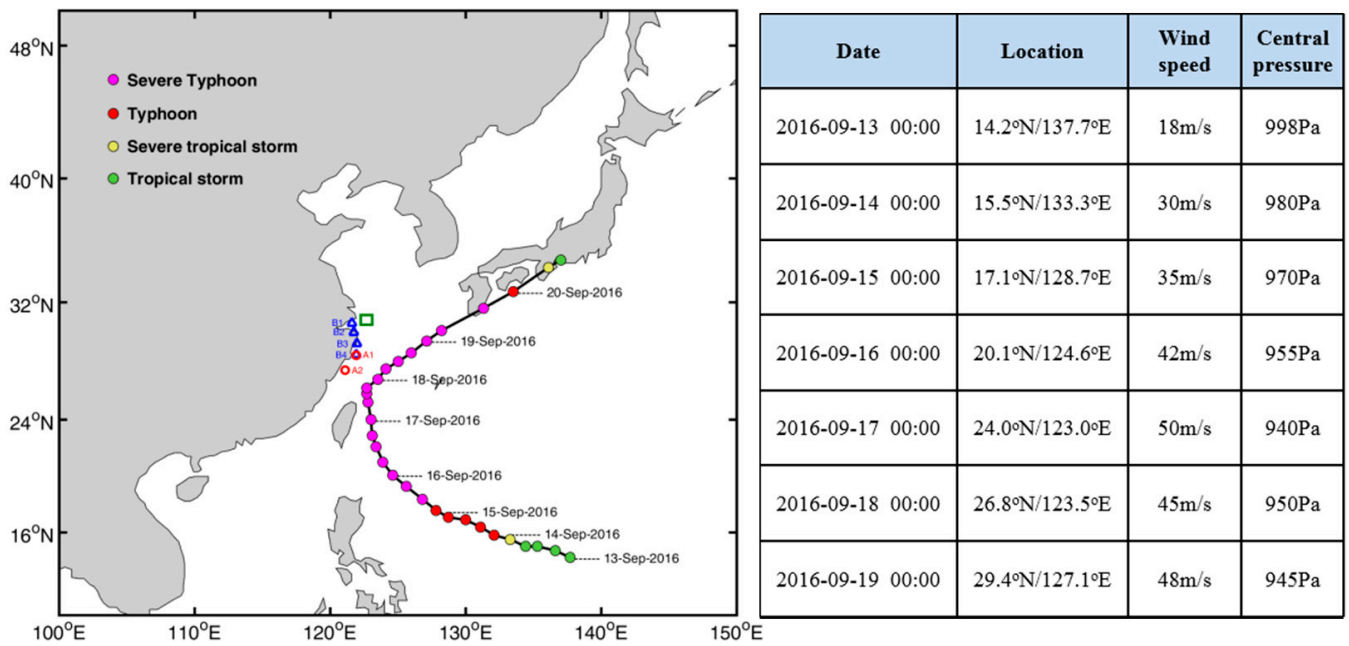 48°N
40°N
32°N
24°N
16°N
100°E
110°E
120°E
130°E
140°E
150°E
Severe Typhoon
Typhoon
Severe tropical storm
Tropical storm
B1
B2
B3
B4
A1
A2
20-Sep-2016
19-Sep-2016
18-Sep-2016
17-Sep-2016
16-Sep-2016
15-Sep-2016
14-Sep-2016
13-Sep-2016
Date Location Wind speed Central pressure
2016-09-13 00:00 14.2°N/137.7°E 18m/s 998Pa
2016-09-14 00:00 15.5°N/133.3°E 30m/s 980Pa
2016-09-15 00:00 17.1°N/128.7°E 35m/s 970Pa
2016-09-16 00:00 20.1°N/124.6°E 42m/s 955Pa
2016-09-17 00:00 24.0°N/123.0°E 50m/s 940Pa
2016-09-18 00:00 26.8°N/123.5°E 45m/s 950Pa
2016-09-19 00:00 29.4°N/127.1°E 48m/s 945Pa